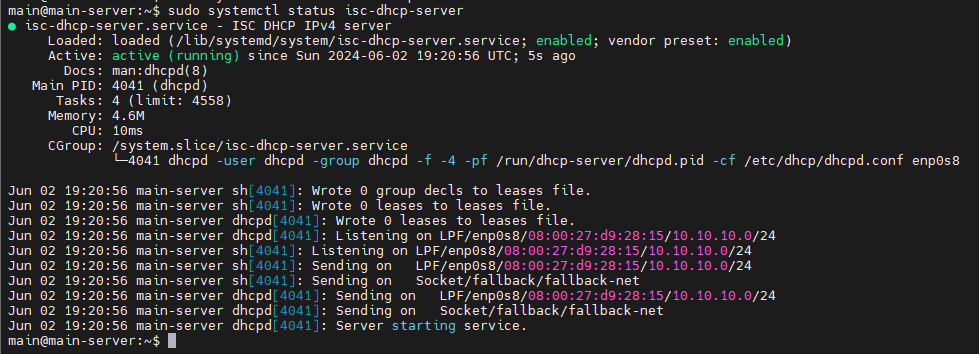 main@main-server:~$ sudo systemctl status isc-dhcp-server
● isc-dhcp-server.service - ISC DHCP IPv4 server
     Loaded: loaded (/lib/systemd/system/isc-dhcp-server.service; enabled; vendor preset: enabled)
     Active: active (running) since Sun 2024-06-02 19:20:56 UTC; 5s ago
       Docs: man:dhcpd(8)
   Main PID: 4041 (dhcpd)
      Tasks: 4 (limit: 4558)
     Memory: 4.6M
        CPU: 10ms
     CGroup: /system.slice/isc-dhcp-server.service
             └─4041 dhcpd -user dhcpd -group dhcpd -f -4 -pf /run/dhcp-server/dhcpd.pid -cf /etc/dhcp/dhcpd.conf enp0s8

Jun 02 19:20:56 main-server sh[4041]: Wrote 0 group decls to leases file.
Jun 02 19:20:56 main-server sh[4041]: Wrote 0 leases to leases file.
Jun 02 19:20:56 main-server dhcpd[4041]: Wrote 0 leases to leases file.
Jun 02 19:20:56 main-server dhcpd[4041]: Listening on LPF/enp0s8/08:00:27:d9:28:15/10.10.10.0/24
Jun 02 19:20:56 main-server sh[4041]: Listening on LPF/enp0s8/08:00:27:d9:28:15/10.10.10.0/24
Jun 02 19:20:56 main-server sh[4041]: Sending on   LPF/enp0s8/08:00:27:d9:28:15/10.10.10.0/24
Jun 02 19:20:56 main-server sh[4041]: Sending on   Socket/fallback/fallback-net
Jun 02 19:20:56 main-server dhcpd[4041]: Sending on   LPF/enp0s8/08:00:27:d9:28:15/10.10.10.0/24
Jun 02 19:20:56 main-server dhcpd[4041]: Sending on   Socket/fallback/fallback-net
Jun 02 19:20:56 main-server dhcpd[4041]: Server starting service.
main@main-server:~$